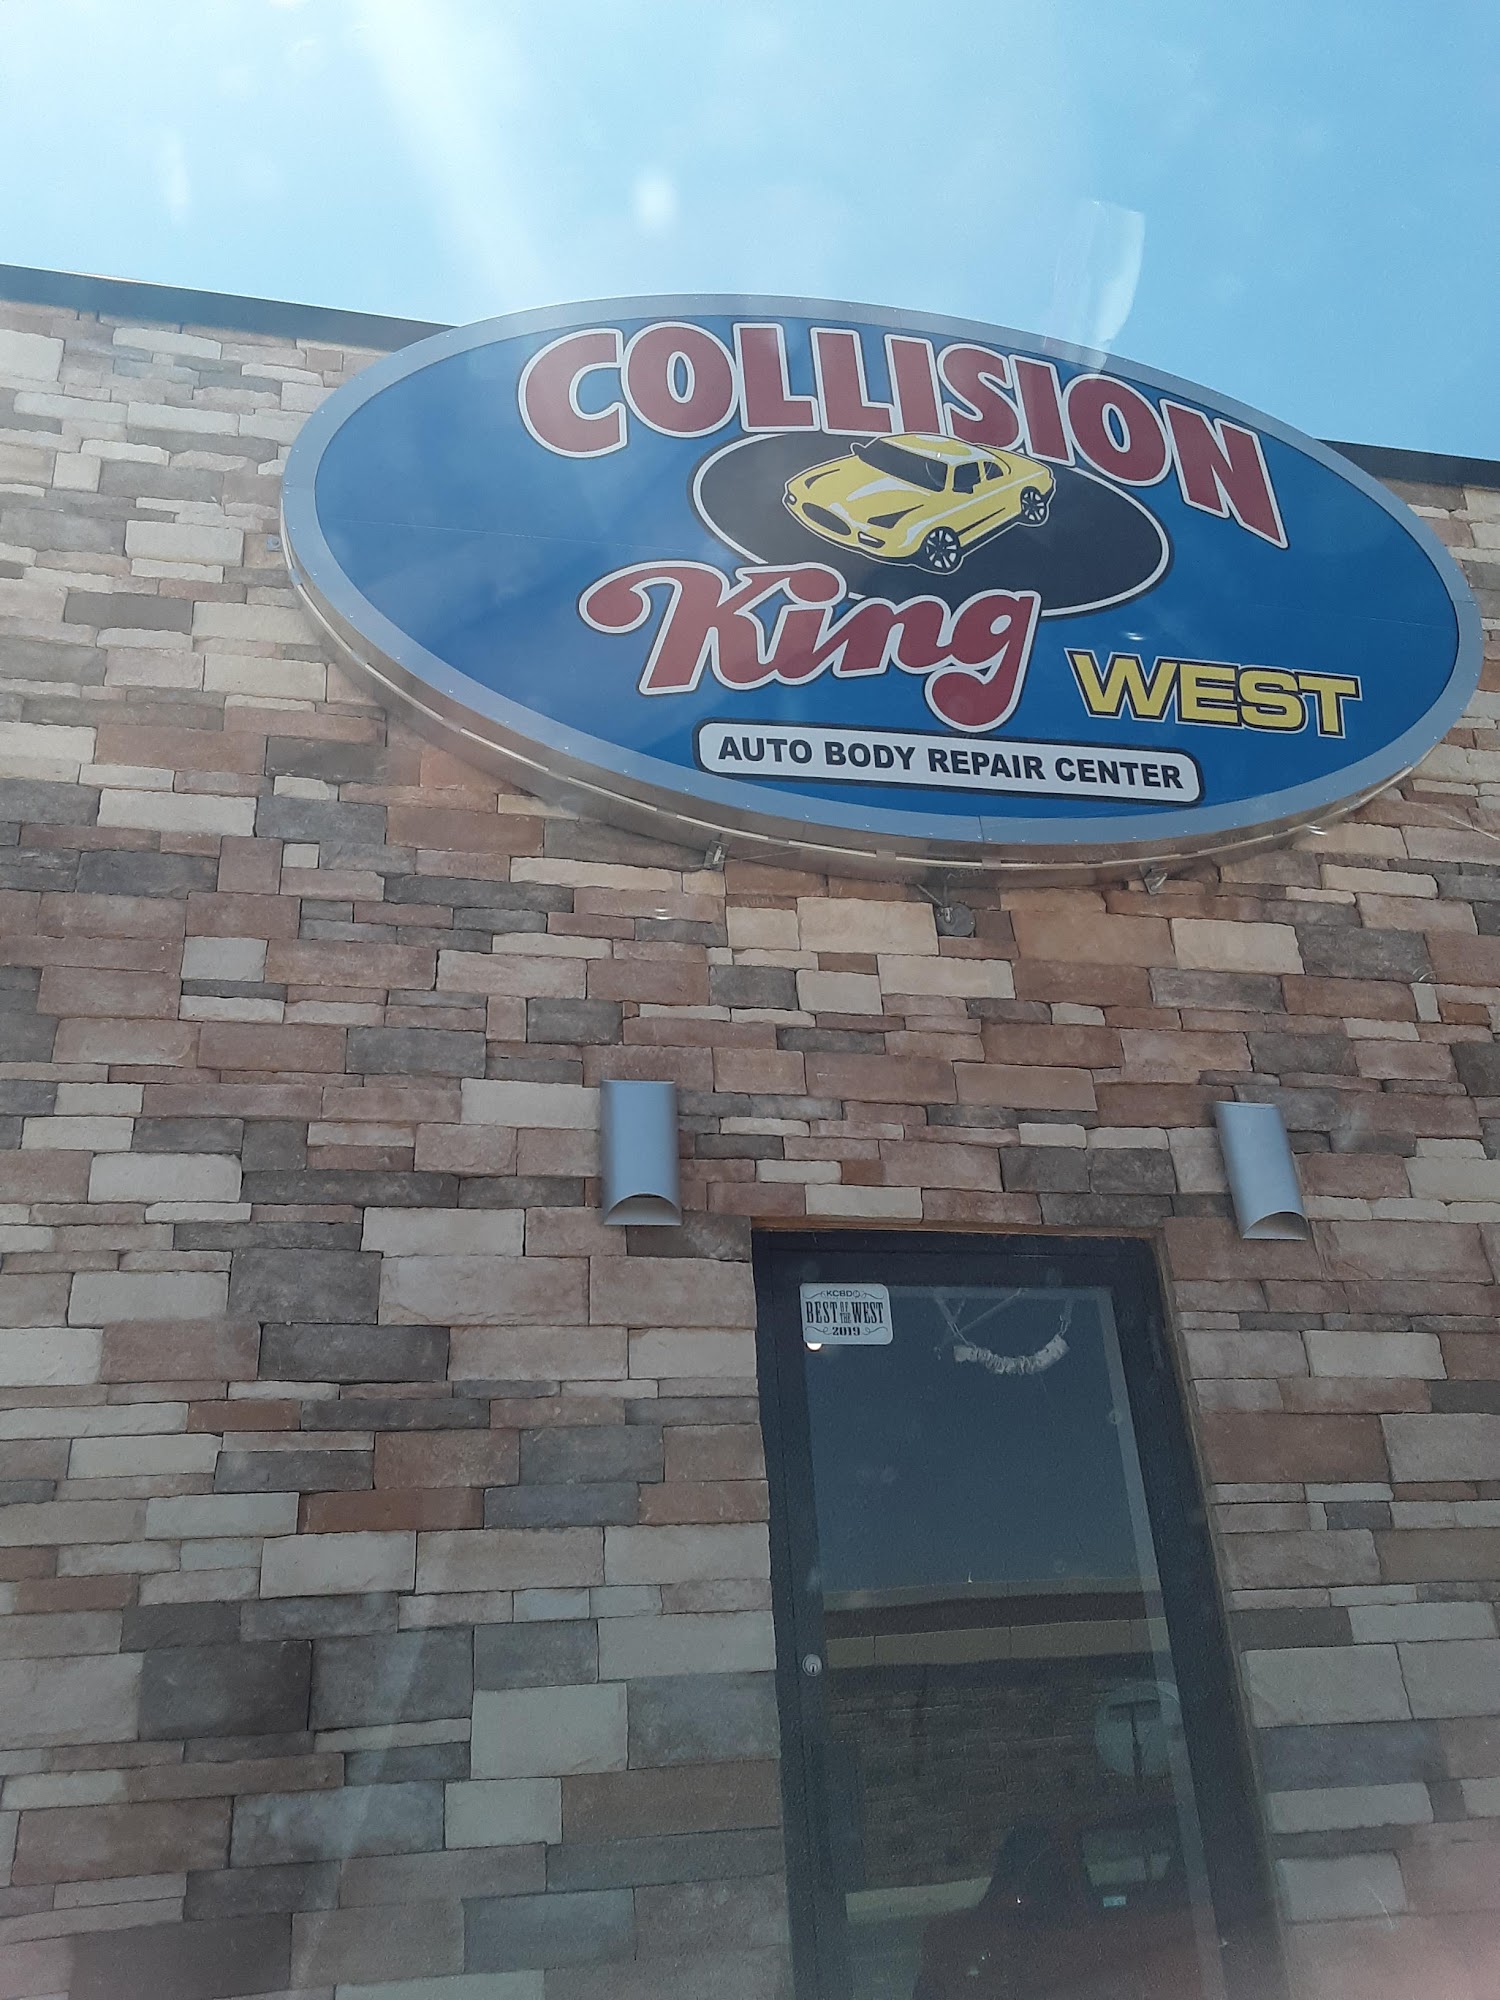 COLLISION
King
WEST
AUTO BODY REPAIR CENTER
KCBD
BEST OF THE WEST
2019